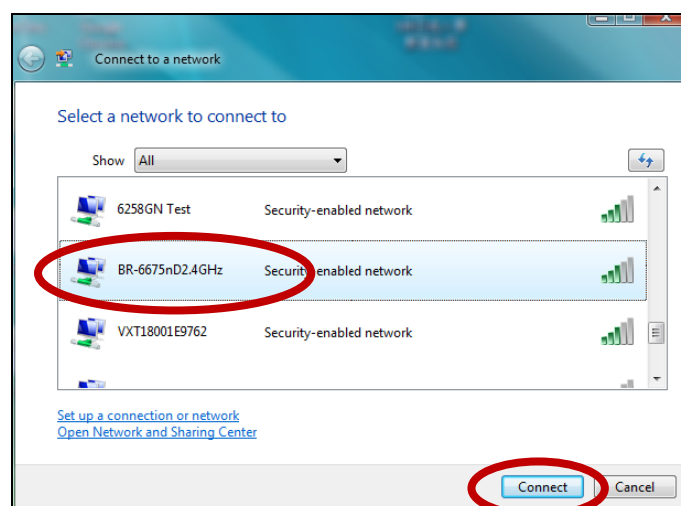 Connect to a network
Select a network to connect to
Show All
6258GN Test Security-enabled network
BR-6675nD2.4GHz Security-enabled network
VXT18001E9762 Security-enabled network
Set up a connection or network
Open Network and Sharing Center
Connect Cancel